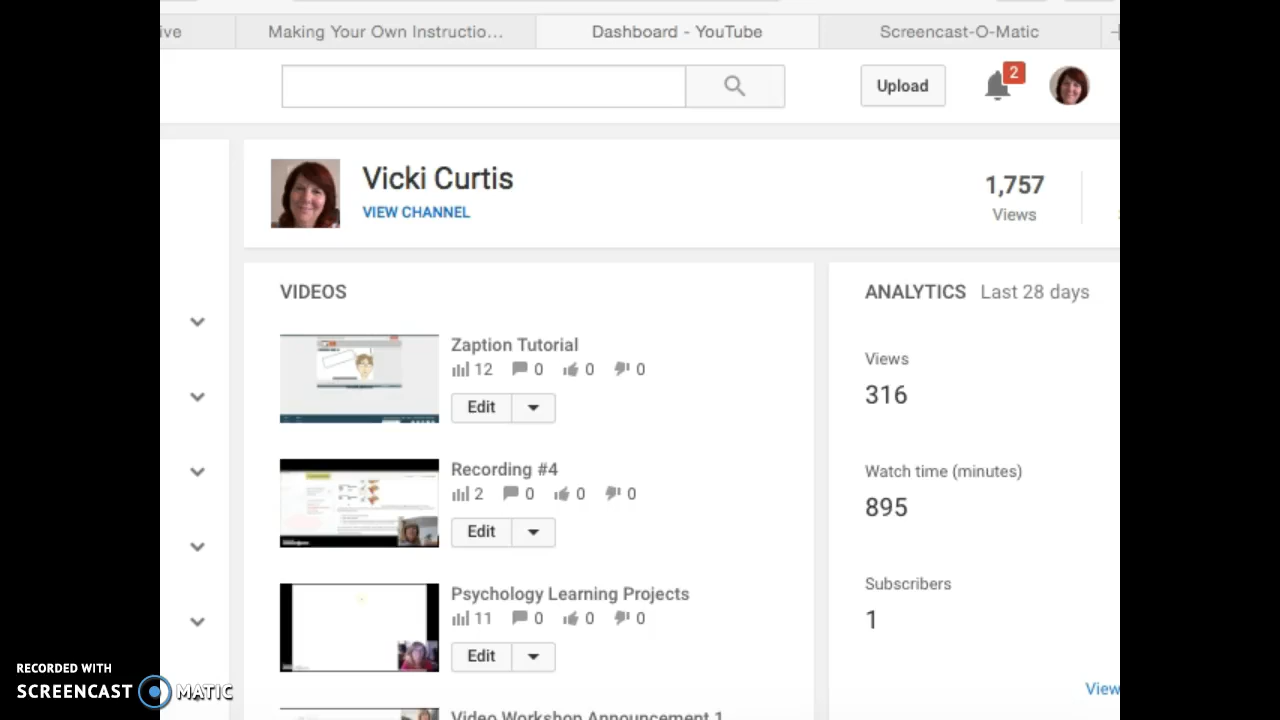 ive
Making Your Own Instructio...
Dashboard - YouTube
Screencast-O-Matic
Upload
2
Vicki Curtis
VIEW CHANNEL
1,757
Views
VIDEOS
Zaption Tutorial
12 0 0 0
Edit
Recording #4
2 0 0 0
Edit
Psychology Learning Projects
11 0 0 0
Edit
Video Workshop Announcement 1
ANALYTICS Last 28 days
Views
316
Watch time (minutes)
895
Subscribers
1
View
RECORDED WITH
SCREENCAST MATIC